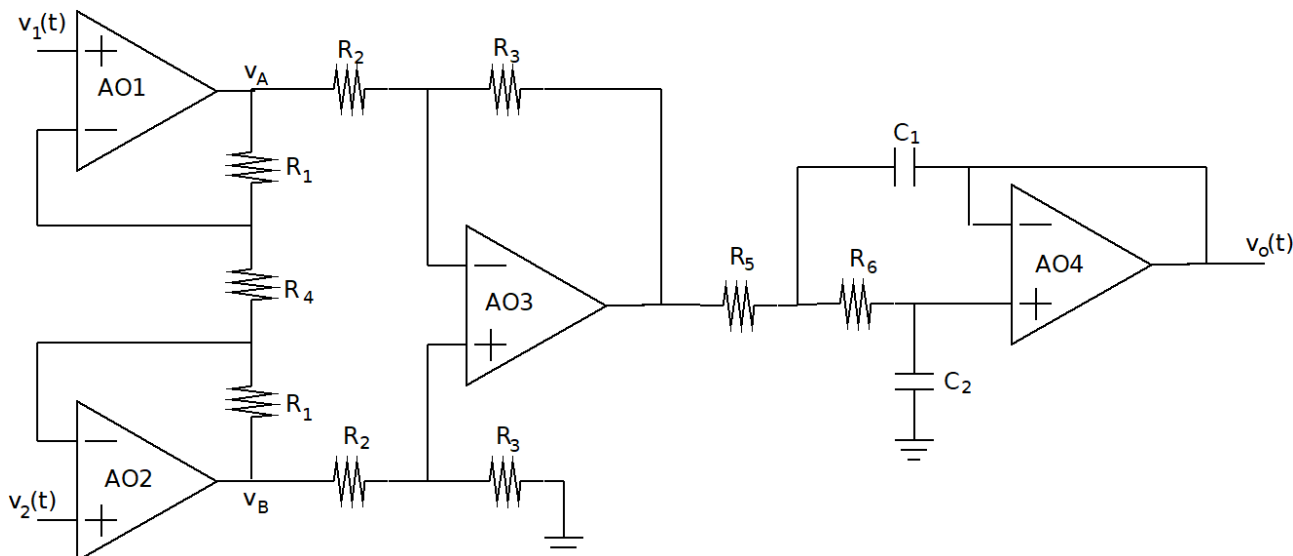 v1(t)
AO1
vA
R2
R3
R1
C1
R4
AO3
R5
R6
AO4
vo(t)
R1
C2
R2
R3
AO2
v2(t)
vB